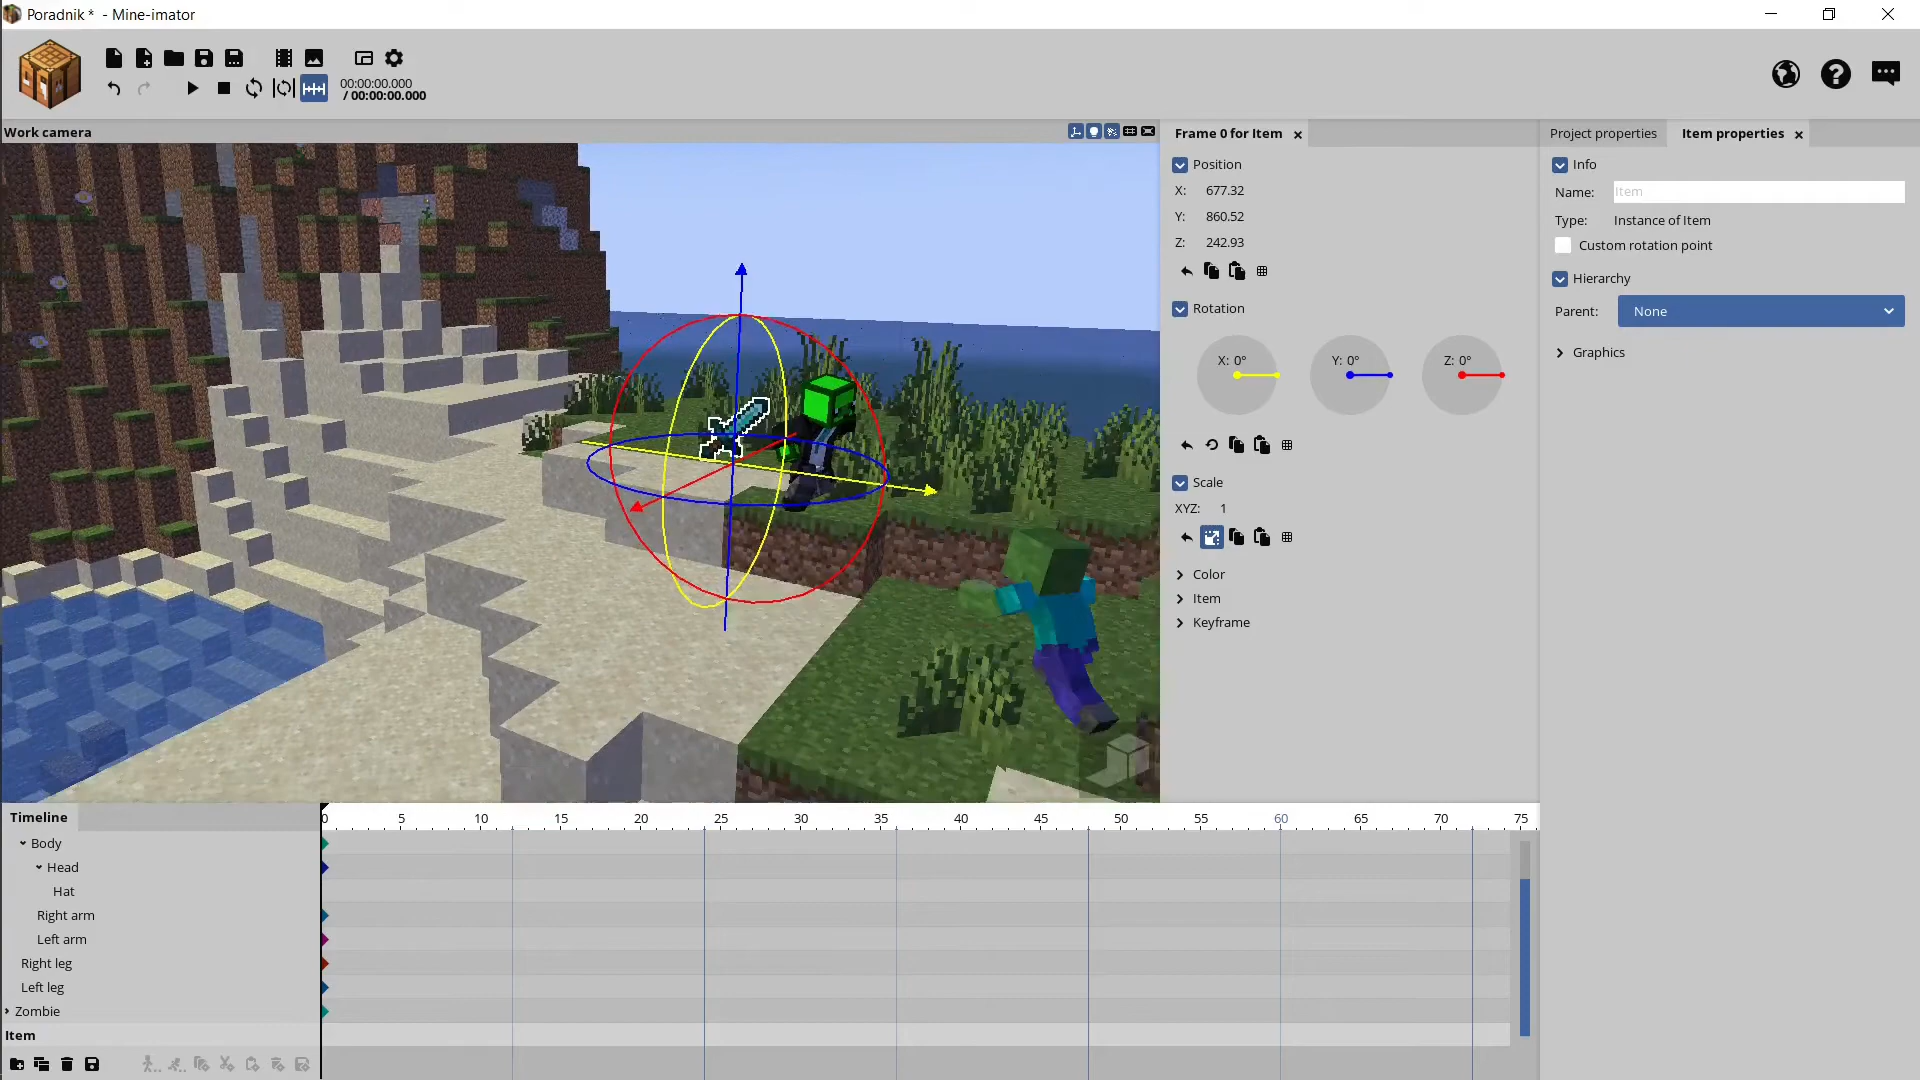 Poradnik * - Mine-imator
00:00:00.000
/ 00:00:00.000
Work camera
Frame 0 for Item
Position
X: 677.32
Y: 860.52
Z: 242.93
Rotation
X: 0° Y: 0° Z: 0°
Scale
XYZ: 1
Color
Item
Keyframe
Project properties Item properties
Info
Name: Item
Type: Instance of Item
Custom rotation point
Hierarchy
Parent: None
Graphics
Timeline
0 5 10 15 20 25 30 35 40 45 50 55 60 65 70 75
Body
Head
Hat
Right arm
Left arm
Right leg
Left leg
Zombie
Item